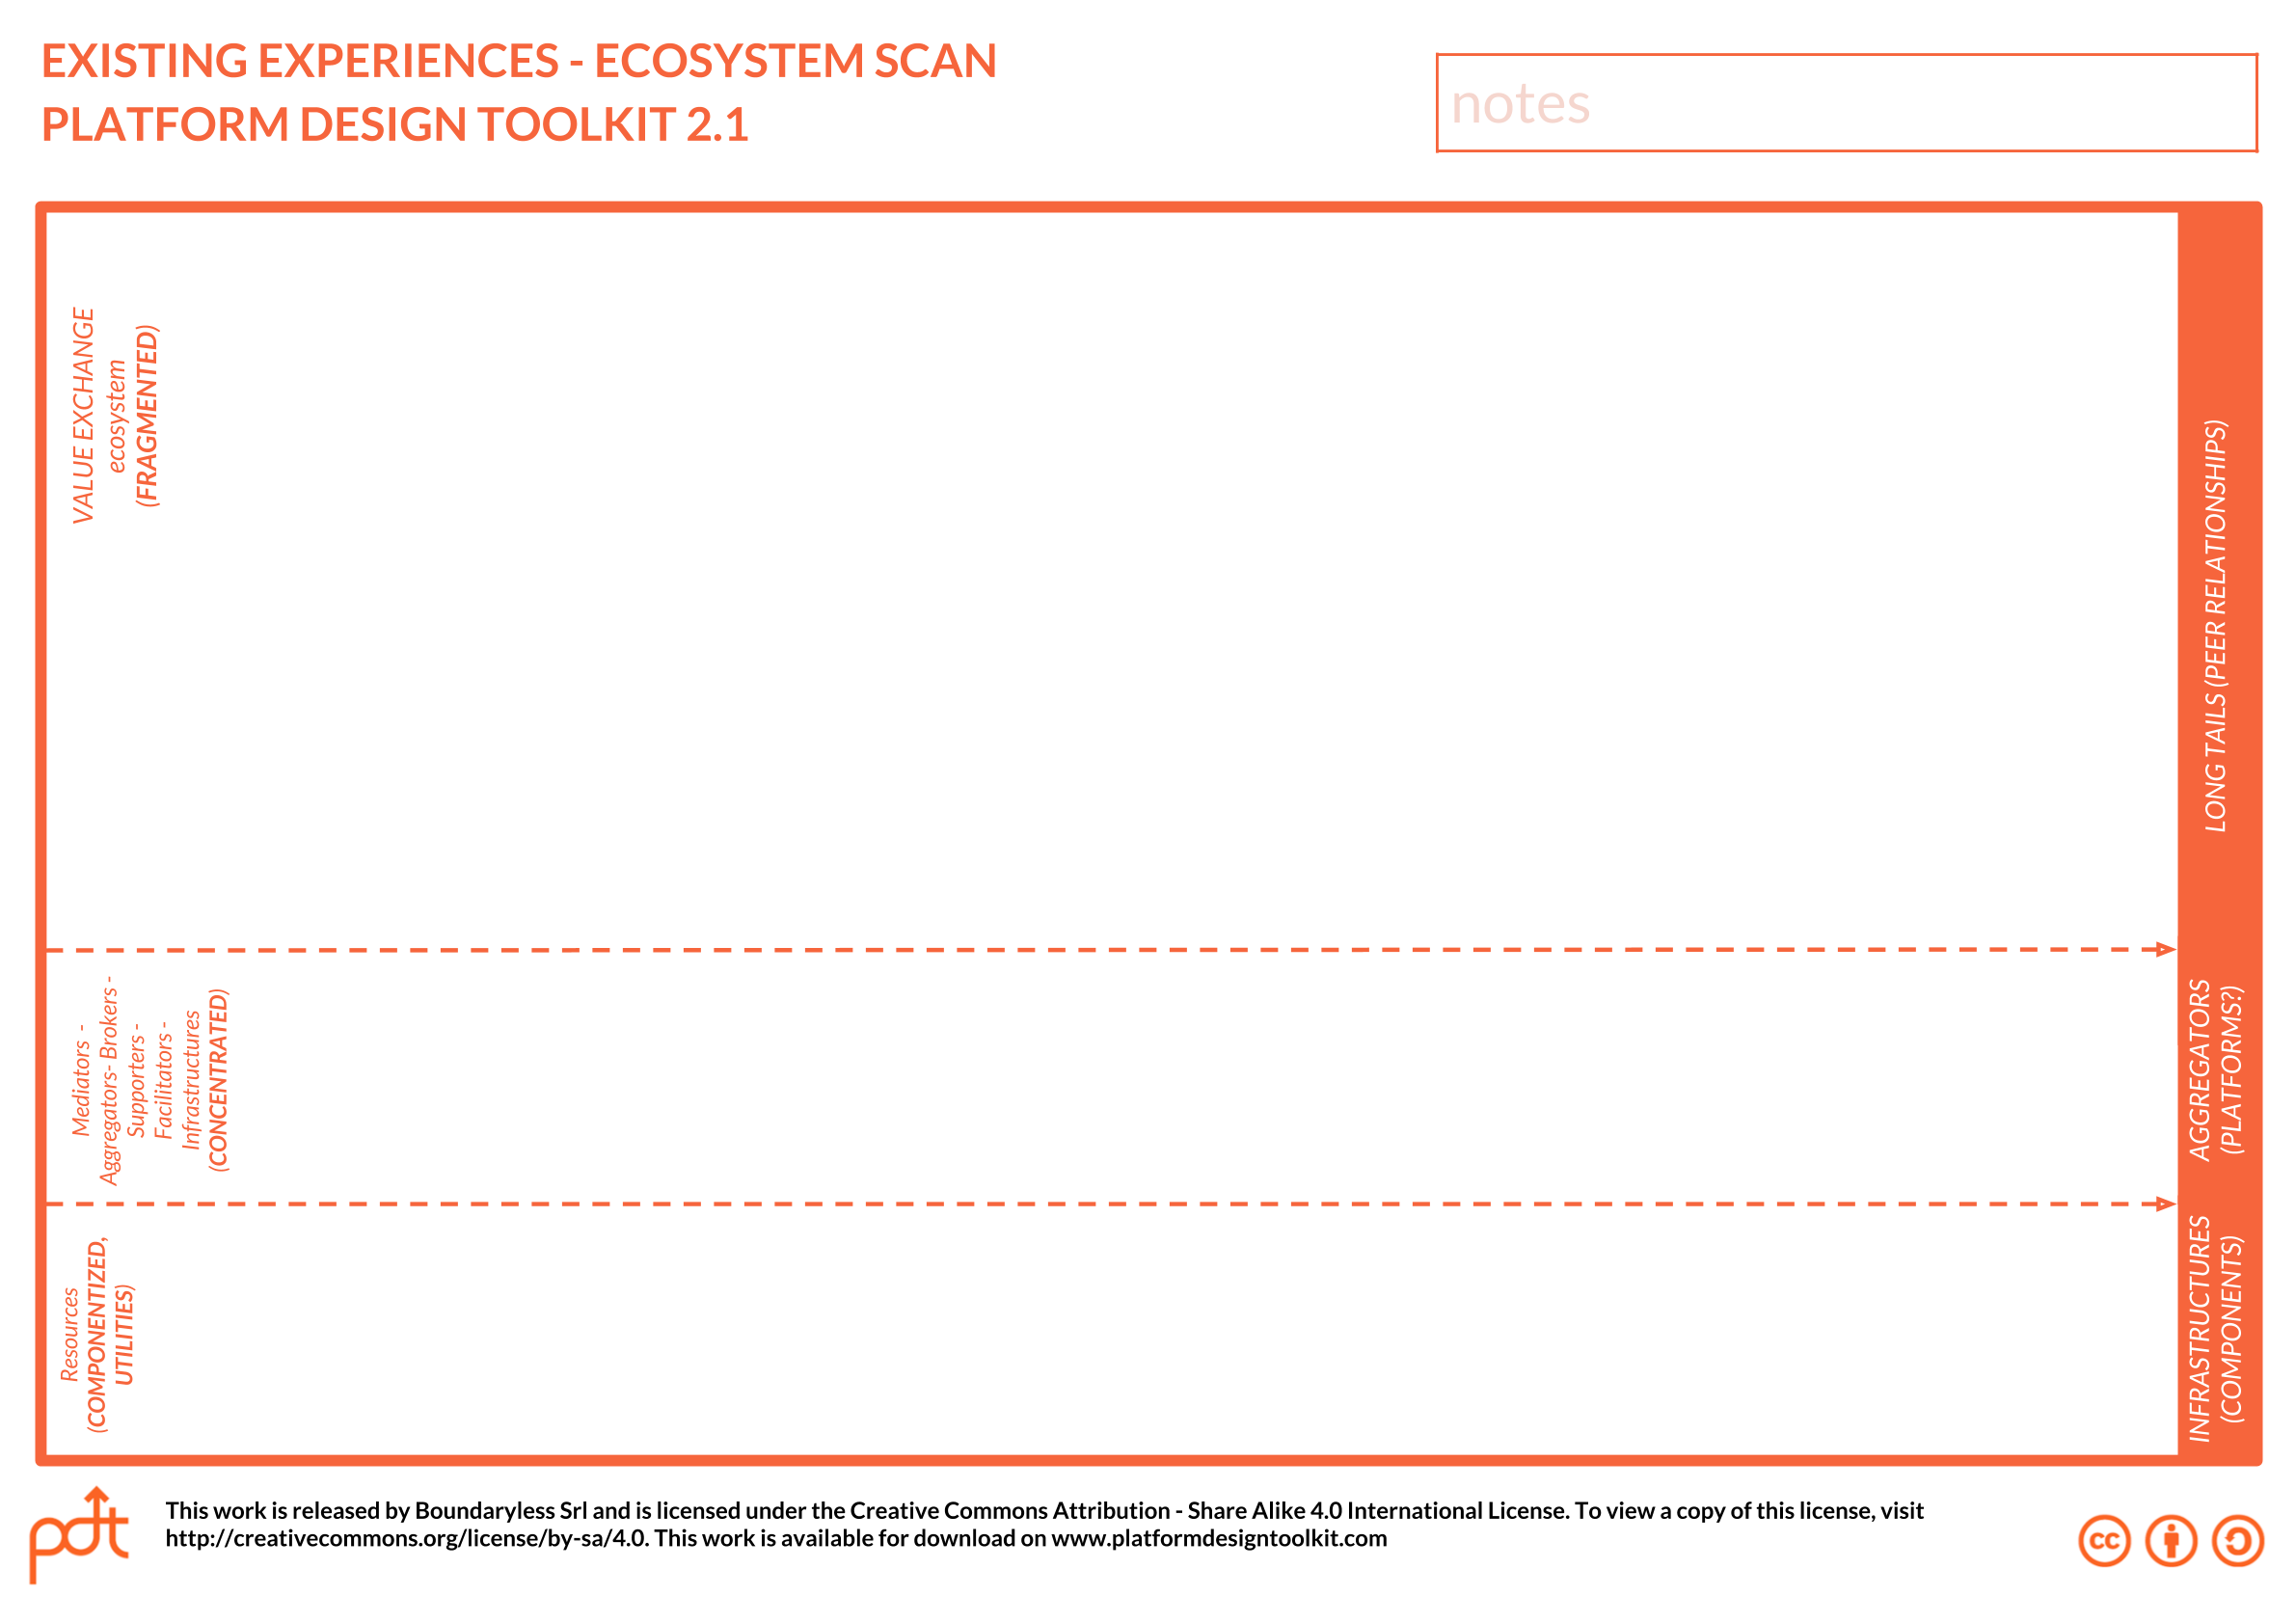 EXISTING EXPERIENCES - ECOSYSTEM SCAN
PLATFORM DESIGN TOOLKIT 2.1
notes
VALUE EXCHANGE
ecosystem
(FRAGMENTED)
LONG TAILS (PEER RELATIONSHIPS)
Mediators -
Aggregators- Brokers -
Supporters -
Facilitators -
Infrastructures
(CONCENTRATED)
AGGREGATORS
(PLATFORMS?)
Resources
(COMPONENTIZED,
UTILITIES)
INFRASTRUCTURES
(COMPONENTS)
pdt
This work is released by Boundaryless Srl and is licensed under the Creative Commons Attribution - Share Alike 4.0 International License. To view a copy of this license, visit
http://creativecommons.org/license/by-sa/4.0. This work is available for download on www.platformdesigntoolkit.com
cc